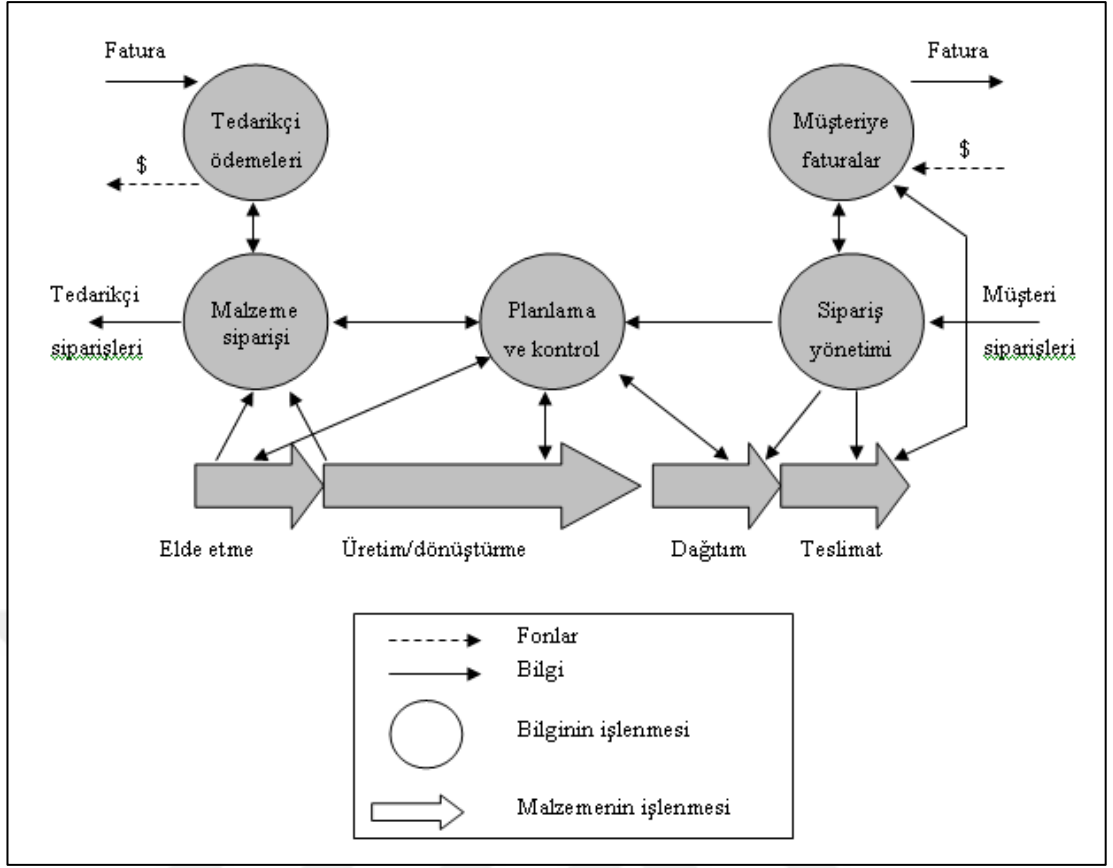 Fatura
Fatura
Tedarikçi
ödemeleri
Müşteriye
faturalar
$
$
Tedarikçi
siparişleri
Malzeme
siparişi
Planlama
ve kontrol
Sipariş
yönetimi
Müşteri
siparişleri
Elde etme
Üretim/dönüştürme
Dağıtım
Teslimat
Fonlar
Bilgi
Bilginin işlenmesi
Malzemenin işlenmesi